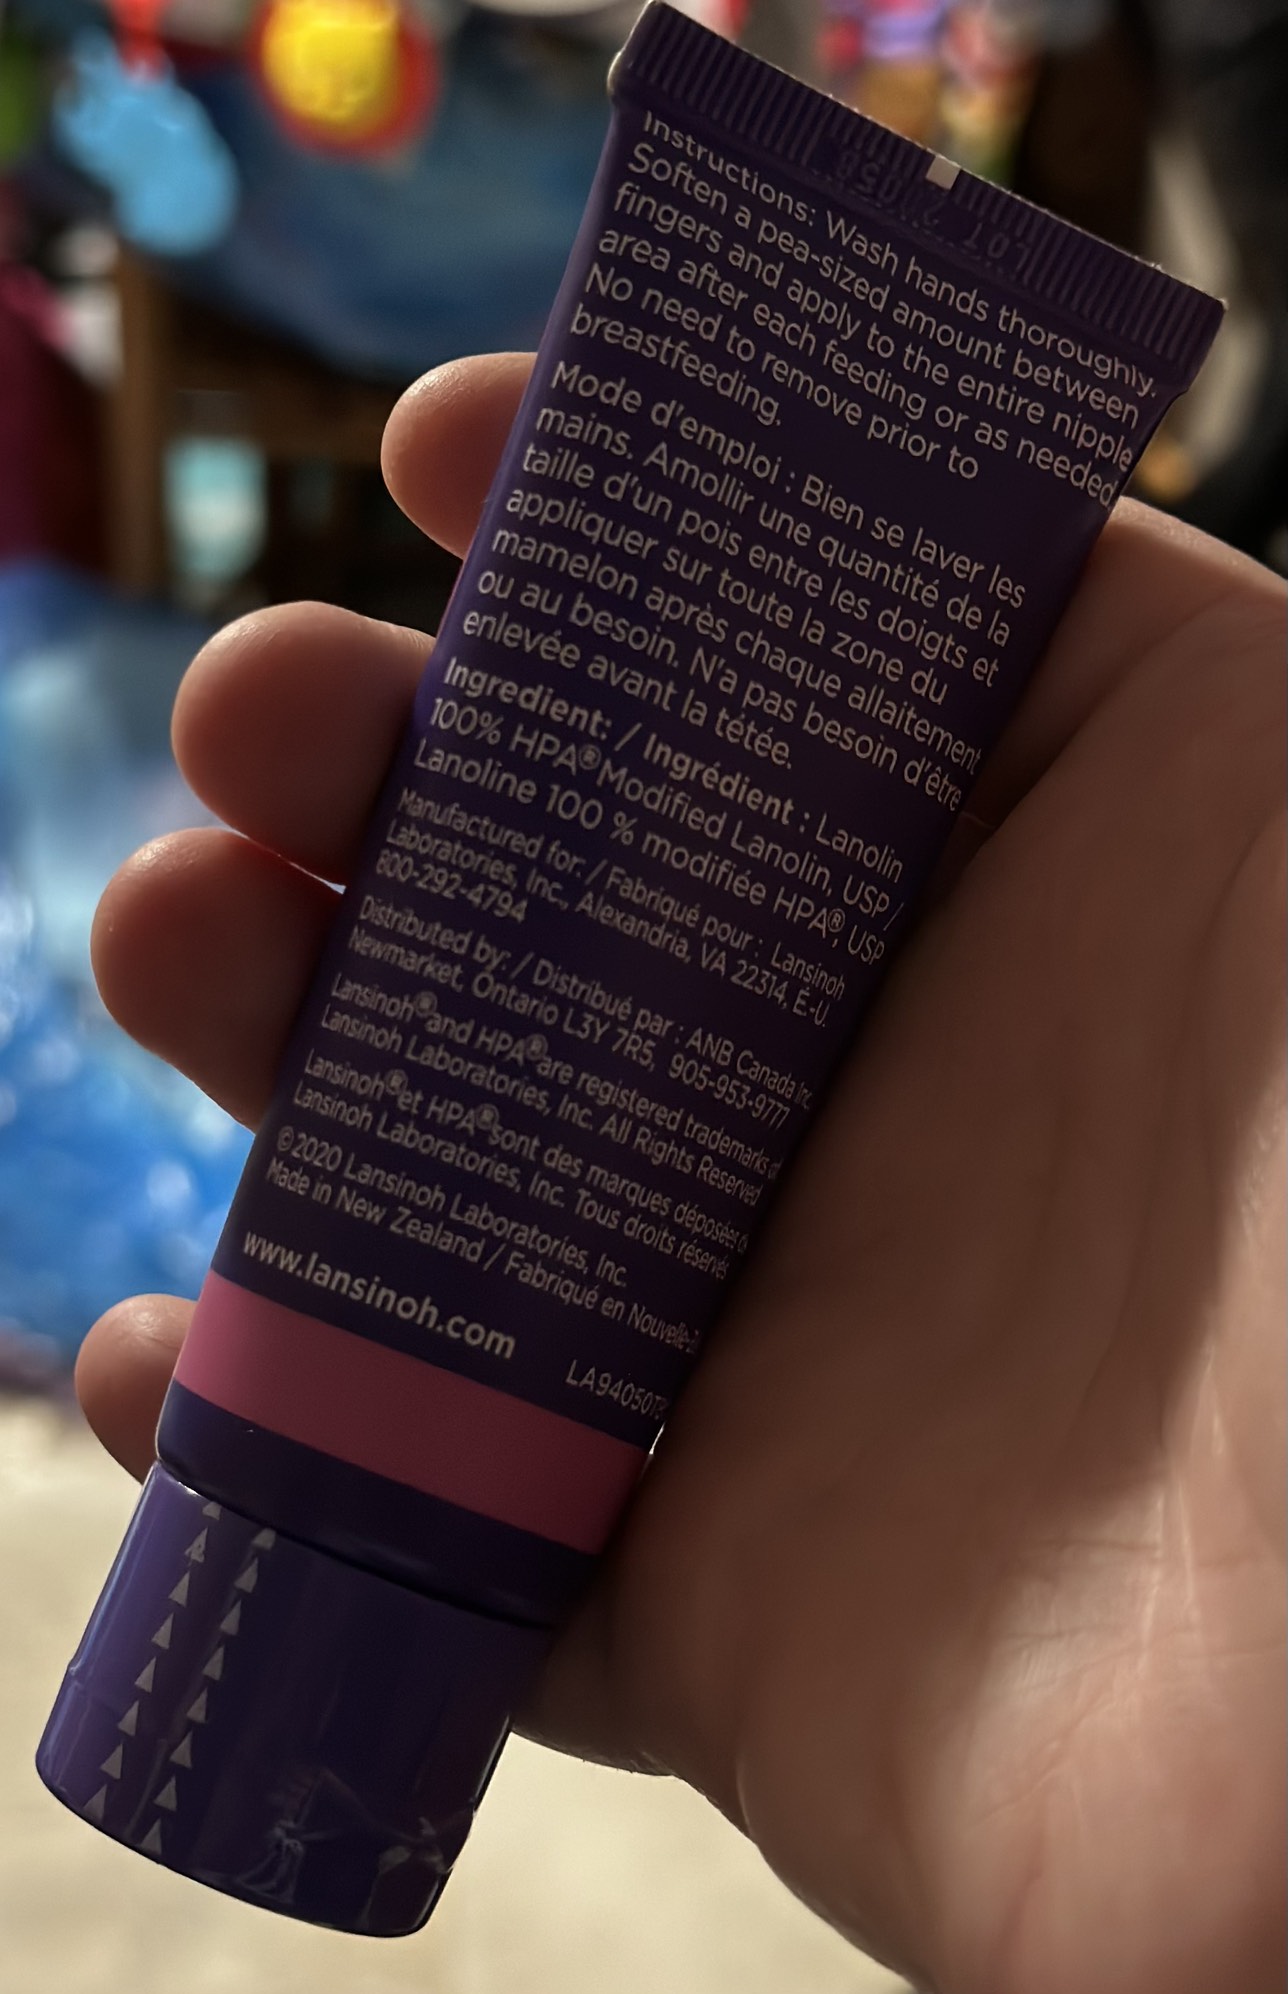 Instructions: Wash hands thoroughly.
Soften a pea-sized amount between
fingers and apply to the entire nipple
area after each feeding or as needed.
No need to remove prior to
breastfeeding.
Mode d'emploi : Bien se laver les
mains. Amollir une quantité de la
taille d'un pois entre les doigts et
appliquer sur toute la zone du
mamelon après chaque allaitement
ou au besoin. N'a pas besoin d'être
enlevée avant la tétée.
Ingredient: / Ingrédient : Lanolin
100% HPA® Modified Lanolin, USP /
Lanoline 100 % modifiée HPA®, USP
Manufactured for: / Fabriqué pour : Lansinoh
Laboratories, Inc., Alexandria, VA 22314, É.-U.
800-292-4794
Distributed by: / Distribué par : ANB Canada Inc.
Newmarket, Ontario L3Y 7R5, 905-953-9777
Lansinoh® and HPA® are registered trademarks of
Lansinoh Laboratories, Inc. All Rights Reserved
Lansinoh® et HPA® sont des marques déposées de
Lansinoh Laboratories, Inc. Tous droits réservés
©2020 Lansinoh Laboratories, Inc.
Made in New Zealand / Fabriqué en
www.lansinoh.com